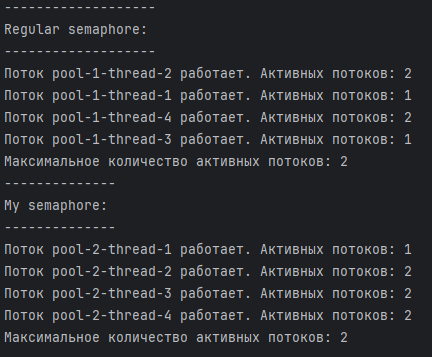 -------------------
Regular semaphore:
-------------------
Поток pool-1-thread-2 работает. Активных потоков: 2
Поток pool-1-thread-1 работает. Активных потоков: 1
Поток pool-1-thread-4 работает. Активных потоков: 2
Поток pool-1-thread-3 работает. Активных потоков: 1
Максимальное количество активных потоков: 2
--------------
My semaphore:
--------------
Поток pool-2-thread-1 работает. Активных потоков: 1
Поток pool-2-thread-2 работает. Активных потоков: 2
Поток pool-2-thread-3 работает. Активных потоков: 2
Поток pool-2-thread-4 работает. Активных потоков: 2
Максимальное количество активных потоков: 2